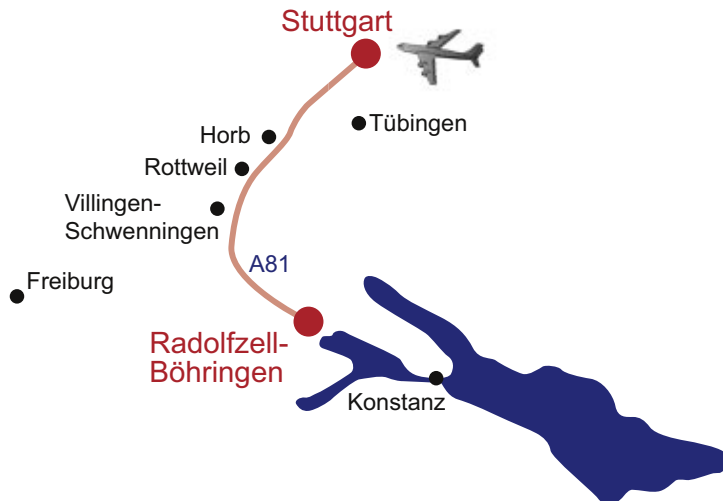 Stuttgart
Tübingen
Horb
Rottweil
Villingen-
Schwenningen
A81
Freiburg
Radolfzell-
Böhringen
Konstanz